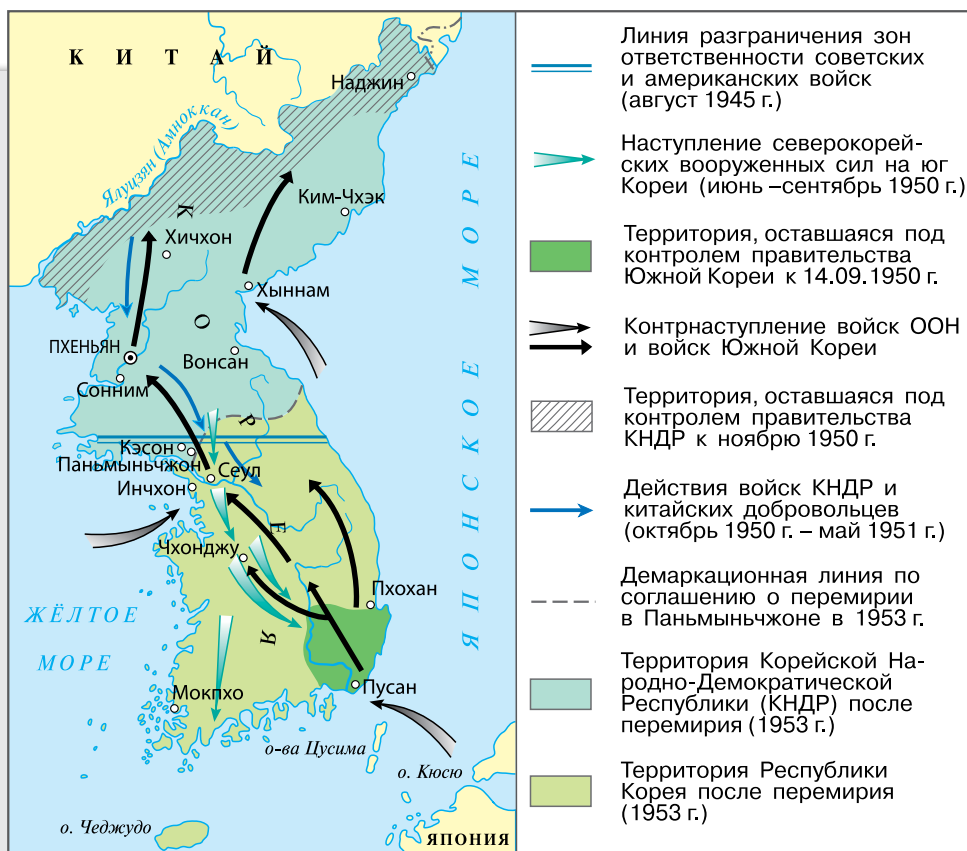 К И Т А Й
Наджин
Ялуцзян (Амноккан)
Ким-Чхэк
Хичхон
Хыннам
ПХЕНЬЯН
Вонсан
Сонним
Кэсон
Паньмыньчжон
Сеул
Инчхон
Чхонджу
Пхохан
Пусан
Мокпхо
К О Р Е Я
ЯПОНСКОЕ МОРЕ
ЖЁЛТОЕ
МОРЕ
о-ва Цусима
о. Кюсю
о. Чеджудо
ЯПОНИЯ
Линия разграничения зон
ответственности советских
и американских войск
(август 1945 г.)
Наступление северокорей-
ских вооруженных сил на юг
Кореи (июнь –сентябрь 1950 г.)
Территория, оставшаяся под
контролем правительства
Южной Кореи к 14.09.1950 г.
Контрнаступление войск ООН
и войск Южной Кореи
Территория, оставшаяся под
контролем правительства
КНДР к ноябрю 1950 г.
Действия войск КНДР и
китайских добровольцев
(октябрь 1950 г. – май 1951 г.)
Демаркационная линия по
соглашению о перемирии
в Паньмыньчжоне в 1953 г.
Территория Корейской На-
родно-Демократической
Республики (КНДР) после
перемирия (1953 г.)
Территория Республики
Корея после перемирия
(1953 г.)